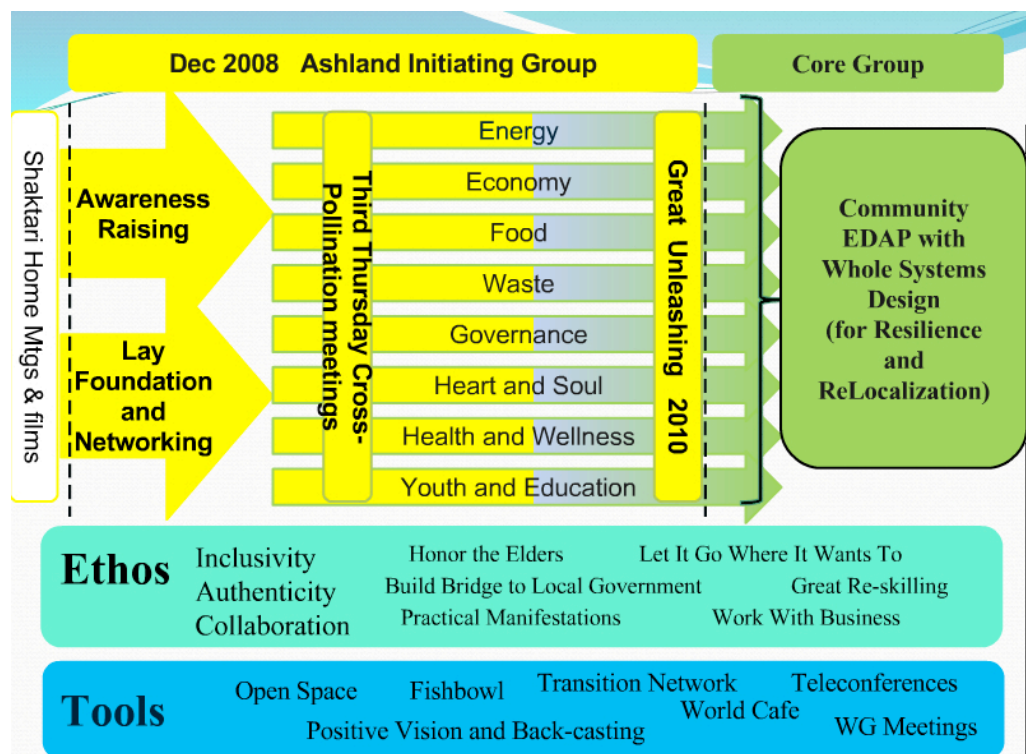 Dec 2008 Ashland Initiating Group
Core Group
Shaktari Home Mtgs & films
Awareness
Raising
Lay
Foundation
and
Networking
Third Thursday Cross-
Pollination meetings
Energy
Economy
Food
Waste
Governance
Heart and Soul
Health and Wellness
Youth and Education
Great Unleashing 2010
Community
EDAP with
Whole Systems
Design
(for Resilience
and
ReLocalization)
Ethos
Inclusivity
Authenticity
Collaboration
Honor the Elders
Let It Go Where It Wants To
Build Bridge to Local Government
Great Re-skilling
Practical Manifestations
Work With Business
Tools
Open Space
Fishbowl
Transition Network
Teleconferences
Positive Vision and Back-casting
World Cafe
WG Meetings